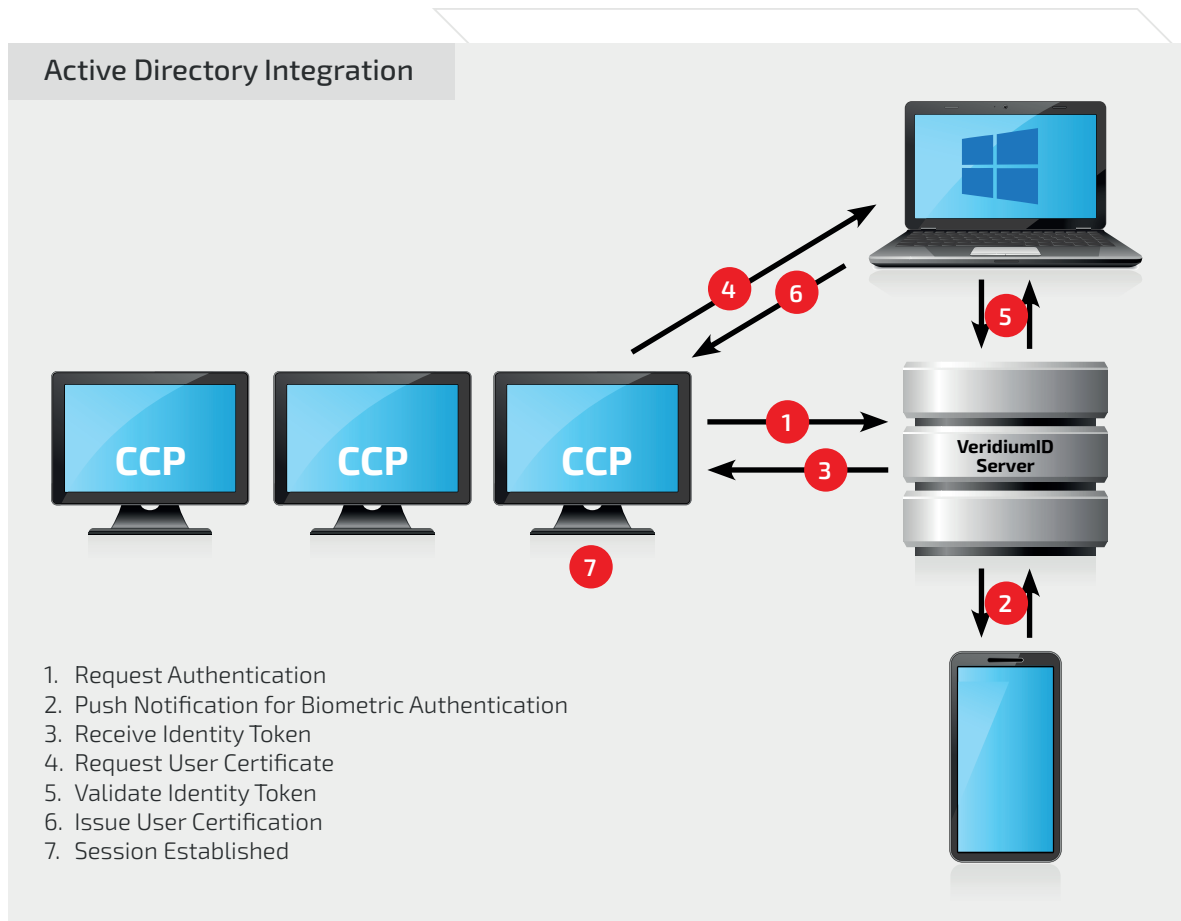 Active Directory Integration
4
6
5
CCP
CCP
CCP
1
3
VeridiumID
Server
7
2
1. Request Authentication
2. Push Notification for Biometric Authentication
3. Receive Identity Token
4. Request User Certificate
5. Validate Identity Token
6. Issue User Certification
7. Session Established